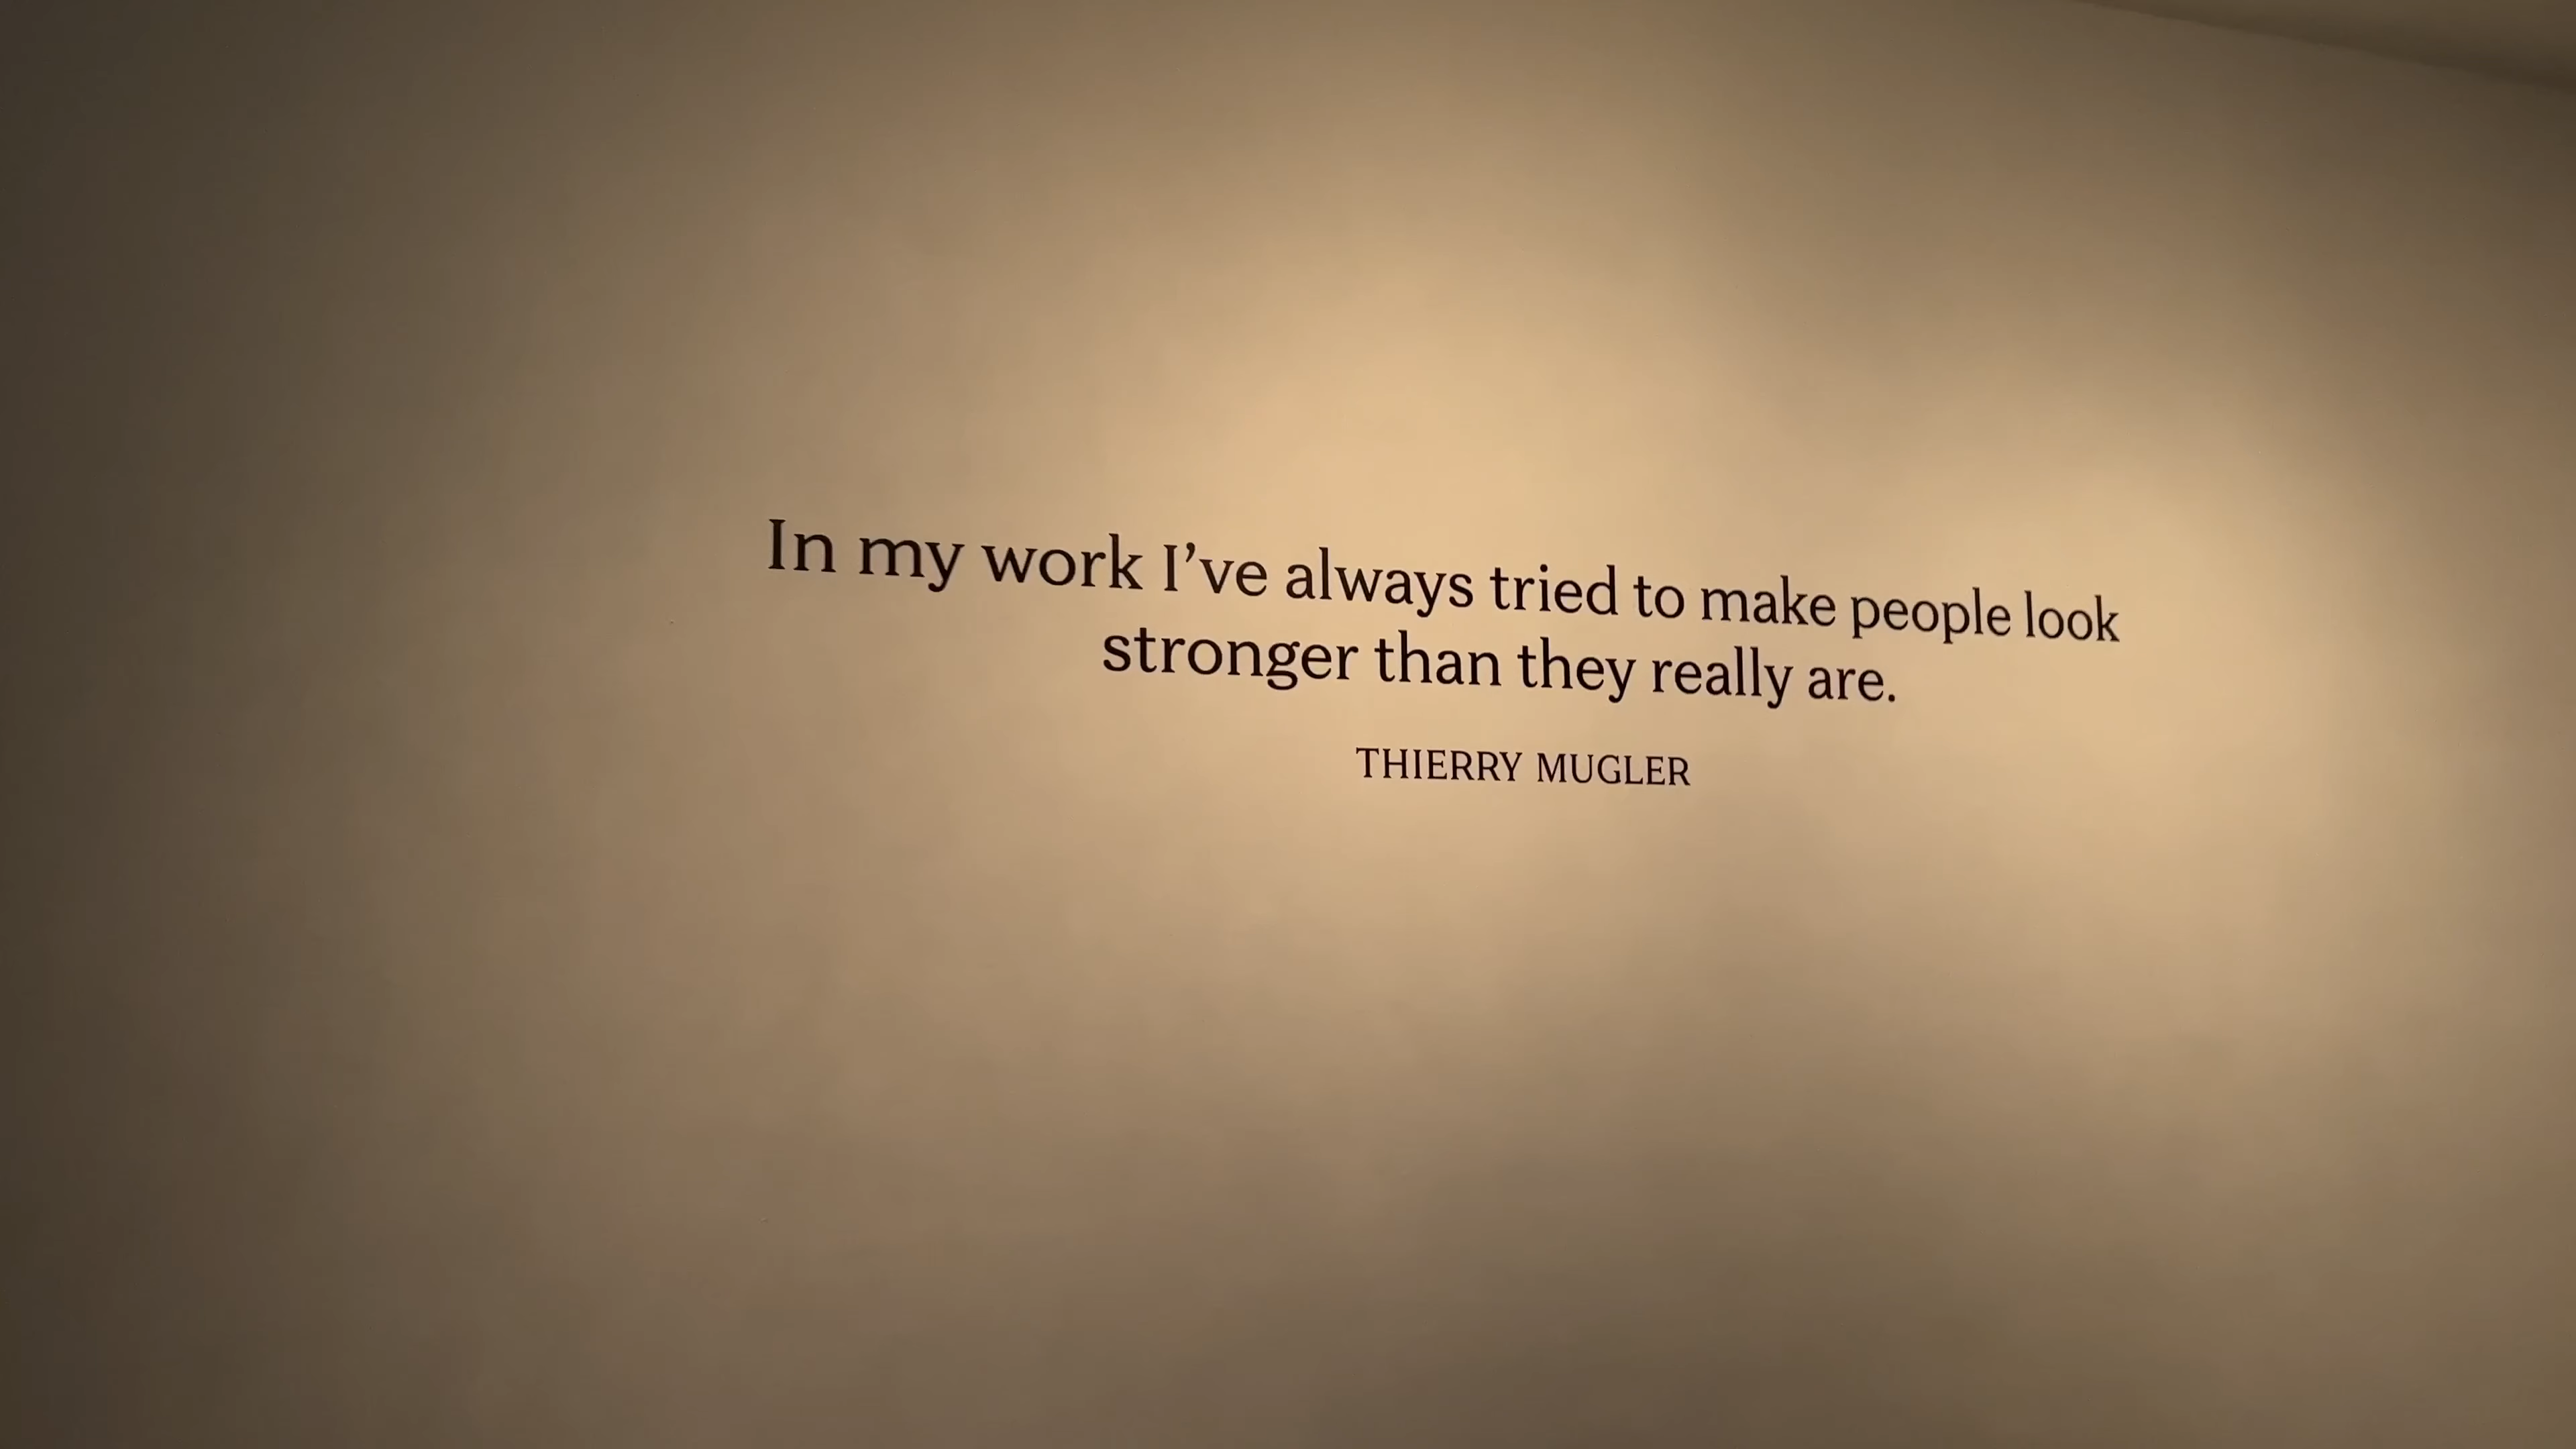 In my work I’ve always tried to make people look
stronger than they really are.
THIERRY MUGLER